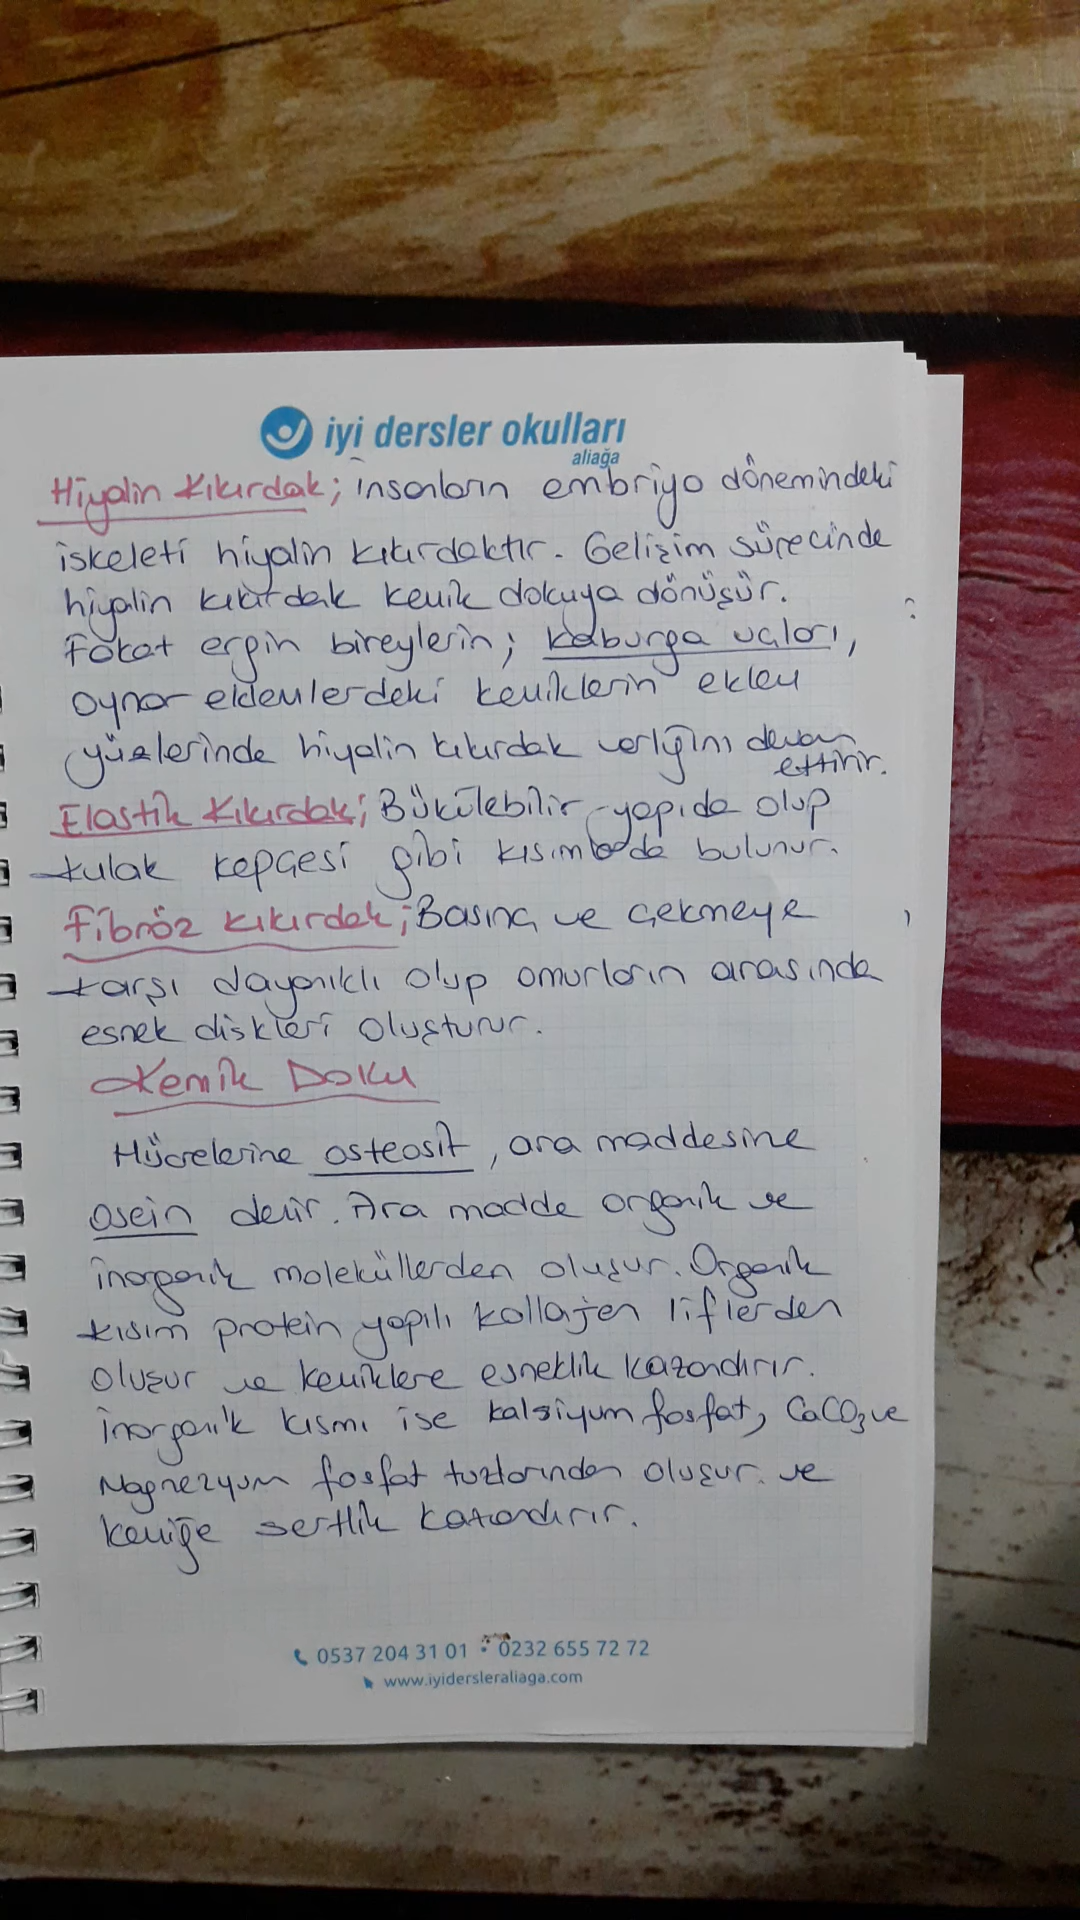 iyi dersler okulları
aliağa
Hiyalin Kıkırdak; insanların embriyo dönemindeki
iskeleti hiyalin kıkırdaktır. Gelişim sürecinde
hiyalin kıkırdak kemik dokuya dönüşür.
Fakat ergin bireylerin; kaburga uçları,
oynar eklemlerdeki kemiklerin eklem
yüzlerinde hiyalin kıkırdak varlığını devam
ettirir.
Elastik Kıkırdak; Bükülebilir yapıda olup
kulak kepçesi gibi kısımlarda bulunur.
Fibröz kıkırdak; Basınç ve çekmeye
karşı dayanıklı olup omurların arasında
esnek diskleri oluşturur.
Kemik Doku
Hücrelerine osteosit, ara maddesine
osein denir. Ara madde organik ve
inorganik moleküllerden oluşur. Organik
kısım protein yapılı kollajen liflerden
oluşur ve kemiklere esneklik kazandırır.
inorganik kısmı ise kalsiyum fosfat, CaCO₃ ve
Magnezyum fosfat tuzlarından oluşur. ve
kemiğe sertlik kazandırır.
0537 204 31 01 : 0232 655 72 72
www.iyidersleraliaga.com